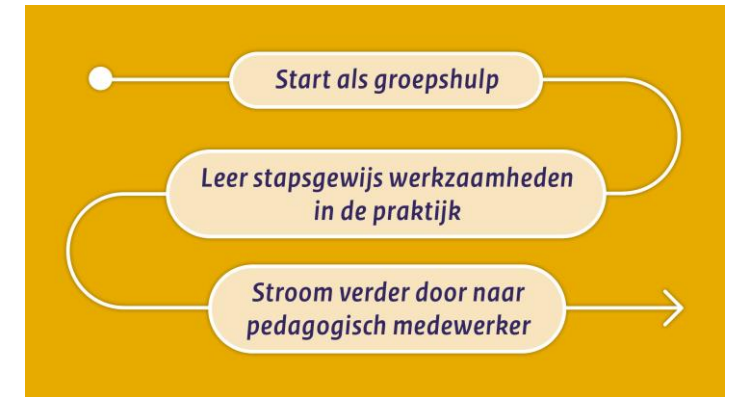 Start als groepshulp
Leer stapsgewijs werkzaamheden
in de praktijk
Stroom verder door naar
pedagogisch medewerker